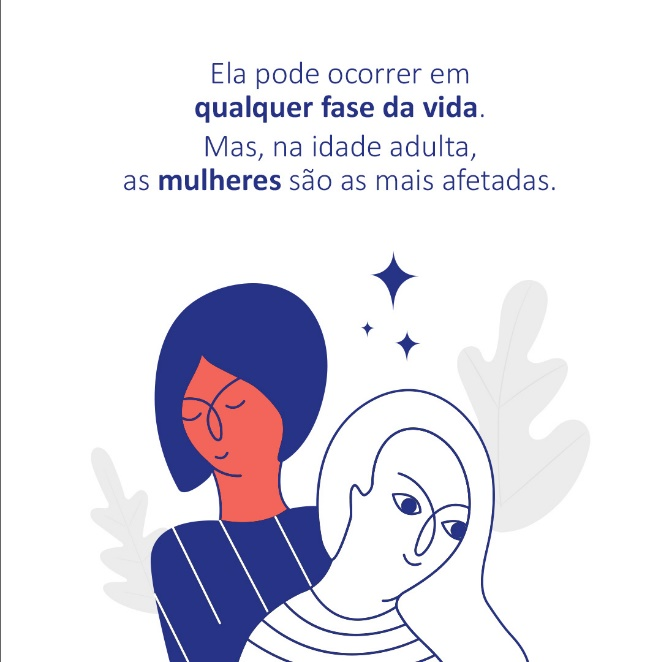 Ela pode ocorrer em
qualquer fase da vida.
Mas, na idade adulta,
as mulheres são as mais afetadas.